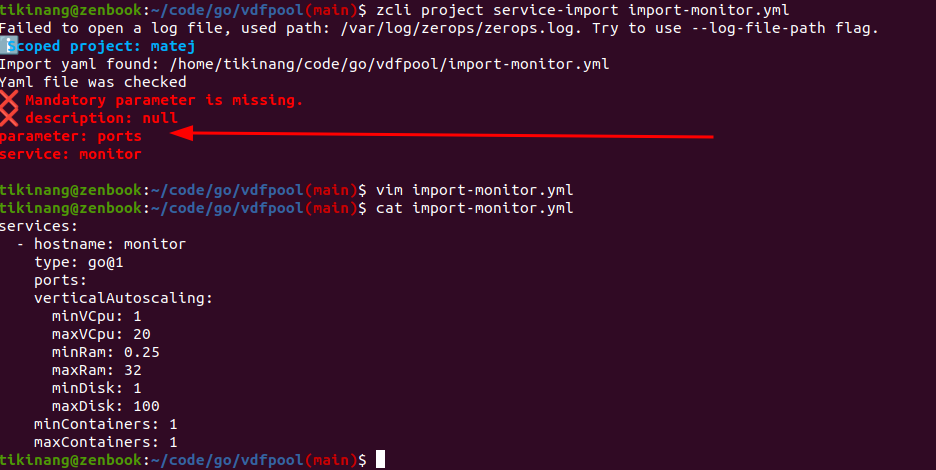 tikinang@zenbook:~/code/go/vdfpool(main)$ zcli project service-import import-monitor.yml
Failed to open a log file, used path: /var/log/zerops/zerops.log. Try to use --log-file-path flag.
Scoped project: matej
Import yaml found: /home/tikinang/code/go/vdfpool/import-monitor.yml
Yaml file was checked
❌ Mandatory parameter is missing.
❌ description: null
parameter: ports
service: monitor
tikinang@zenbook:~/code/go/vdfpool(main)$ vim import-monitor.yml
tikinang@zenbook:~/code/go/vdfpool(main)$ cat import-monitor.yml
services:
  - hostname: monitor
    type: go@1
    ports:
    verticalAutoscaling:
      minVCpu: 1
      maxVCpu: 20
      minRam: 0.25
      maxRam: 32
      minDisk: 1
      maxDisk: 100
    minContainers: 1
    maxContainers: 1
tikinang@zenbook:~/code/go/vdfpool(main)$